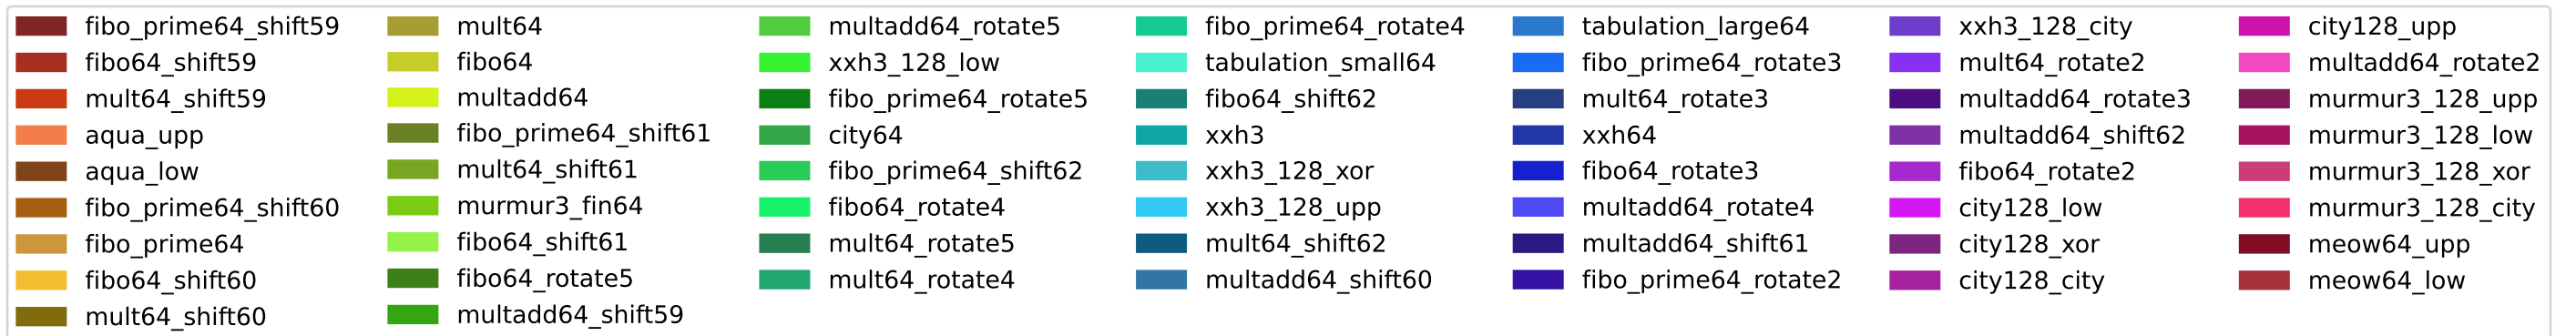 fibo_prime64_shift59
fibo64_shift59
mult64_shift59
aqua_upp
aqua_low
fibo_prime64_shift60
fibo_prime64
fibo64_shift60
mult64_shift60
mult64
fibo64
multadd64
fibo_prime64_shift61
mult64_shift61
murmur3_fin64
fibo64_shift61
fibo64_rotate5
multadd64_shift59
multadd64_rotate5
xxh3_128_low
fibo_prime64_rotate5
city64
fibo_prime64_shift62
fibo64_rotate4
mult64_rotate5
mult64_rotate4
fibo_prime64_rotate4
tabulation_small64
fibo64_shift62
xxh3
xxh3_128_xor
xxh3_128_upp
mult64_shift62
multadd64_shift60
tabulation_large64
fibo_prime64_rotate3
mult64_rotate3
xxh64
fibo64_rotate3
multadd64_rotate4
multadd64_shift61
fibo_prime64_rotate2
xxh3_128_city
mult64_rotate2
multadd64_rotate3
multadd64_shift62
fibo64_rotate2
city128_low
city128_xor
city128_city
city128_upp
multadd64_rotate2
murmur3_128_upp
murmur3_128_low
murmur3_128_xor
murmur3_128_city
meow64_upp
meow64_low